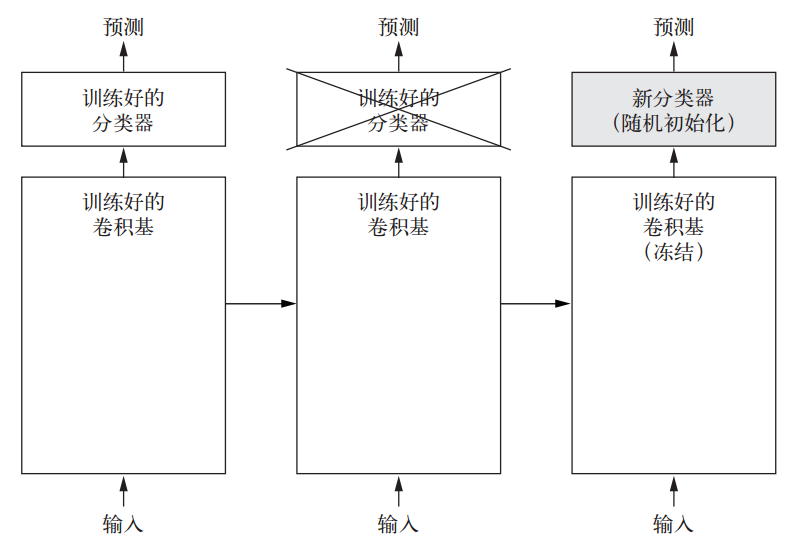 预测
训练好的
分类器
训练好的
卷积基
输入
预测
训练好的
分类器
训练好的
卷积基
输入
预测
新分类器
（随机初始化）
训练好的
卷积基
（冻结）
输入